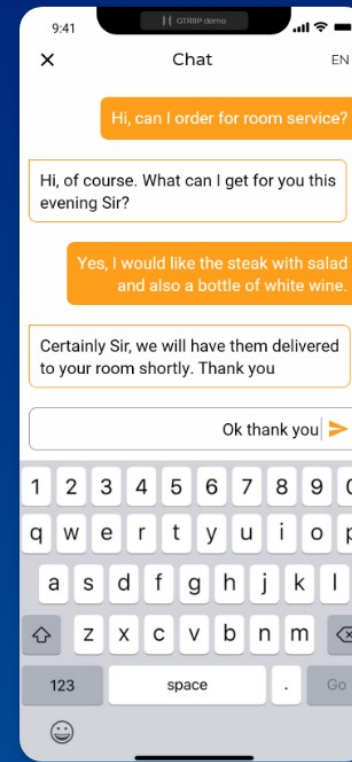 9:41
GTRIIP demo
Chat
EN
Hi, can I order for room service?
Hi, of course. What can I get for you this
evening Sir?
Yes, I would like the steak with salad
and also a bottle of white wine.
Certainly Sir, we will have them delivered
to your room shortly. Thank you
Ok thank you
1 2 3 4 5 6 7 8 9 0
q w e r t y u i o p
a s d f g h j k l
z x c v b n m
123 space . Go